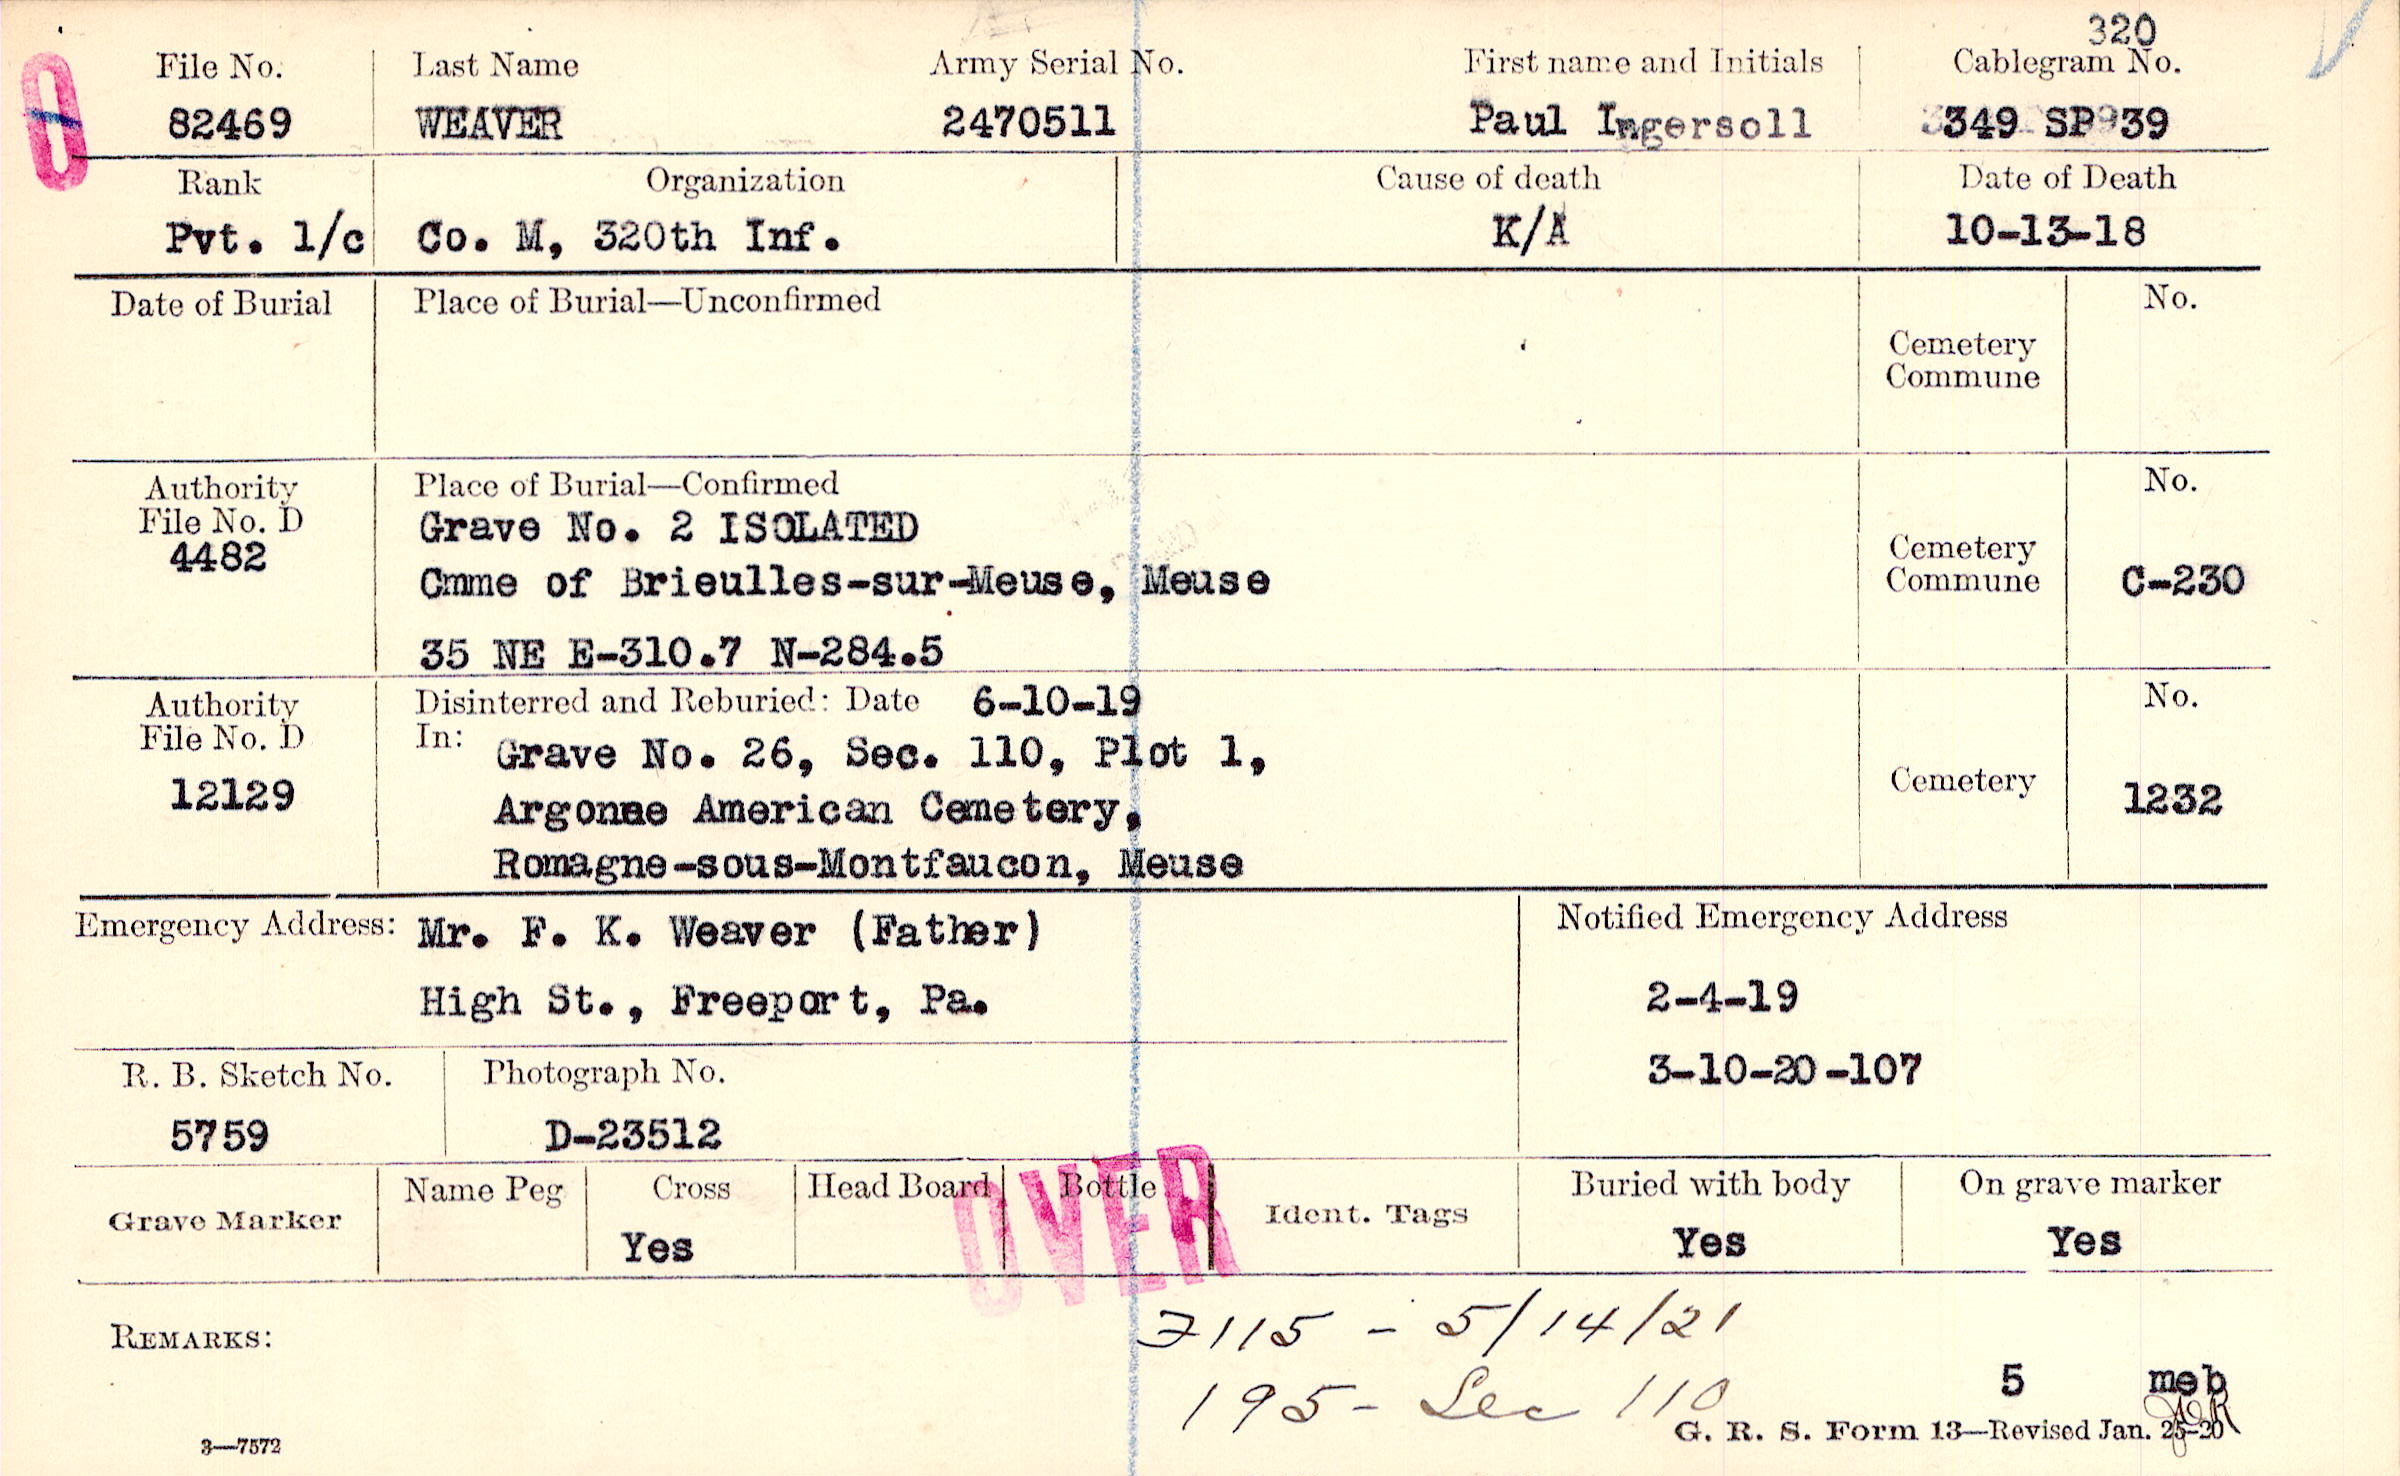 320
File No. Last Name Army Serial No. First name and Initials Cablegram No.
82469 WEAVER 2470511 Paul Ingersoll 349 SP 39
Rank Organization Cause of death Date of Death
Pvt. 1/c Co. M, 320th Inf. K/A 10-13-18
Date of Burial Place of Burial—Unconfirmed No.
Cemetery
Commune
Authority Place of Burial—Confirmed No.
File No. D Grave No. 2 ISOLATED
4482 Cmme of Brieulles-sur-Meuse, Meuse Cemetery
Commune C-230
35 NE E-310.7 N-284.5
Authority Disinterred and Reburied: Date 6-10-19 No.
File No. D In: Grave No. 26, Sec. 110, Plot 1,
12129 Argonne American Cemetery, Cemetery 1232
Romagne-sous-Montfaucon, Meuse
Emergency Address: Mr. F. K. Weaver (Father) Notified Emergency Address
High St., Freeport, Pa. 2-4-19
3-10-20-107
R. B. Sketch No. Photograph No.
5759 D-23512
Grave Marker Name Peg Cross Head Board Bottle Ident. Tags Buried with body On grave marker
Yes Yes Yes
OVER
REMARKS: 7115 - 5/14/21
195- Sec 110
5 meb
3—7572 G. R. S. Form 13—Revised Jan. 25-20